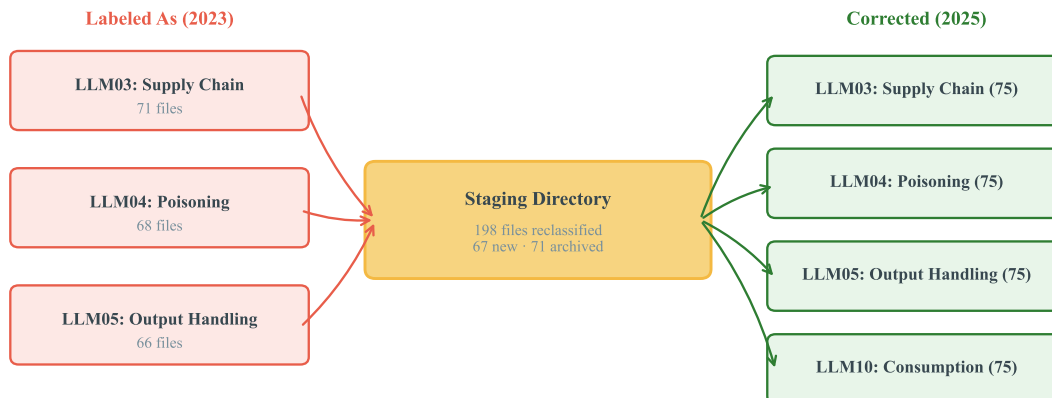 Labeled As (2023)
LLM03: Supply Chain
71 files
LLM04: Poisoning
68 files
LLM05: Output Handling
66 files
Staging Directory
198 files reclassified
67 new · 71 archived
Corrected (2025)
LLM03: Supply Chain (75)
LLM04: Poisoning (75)
LLM05: Output Handling (75)
LLM10: Consumption (75)